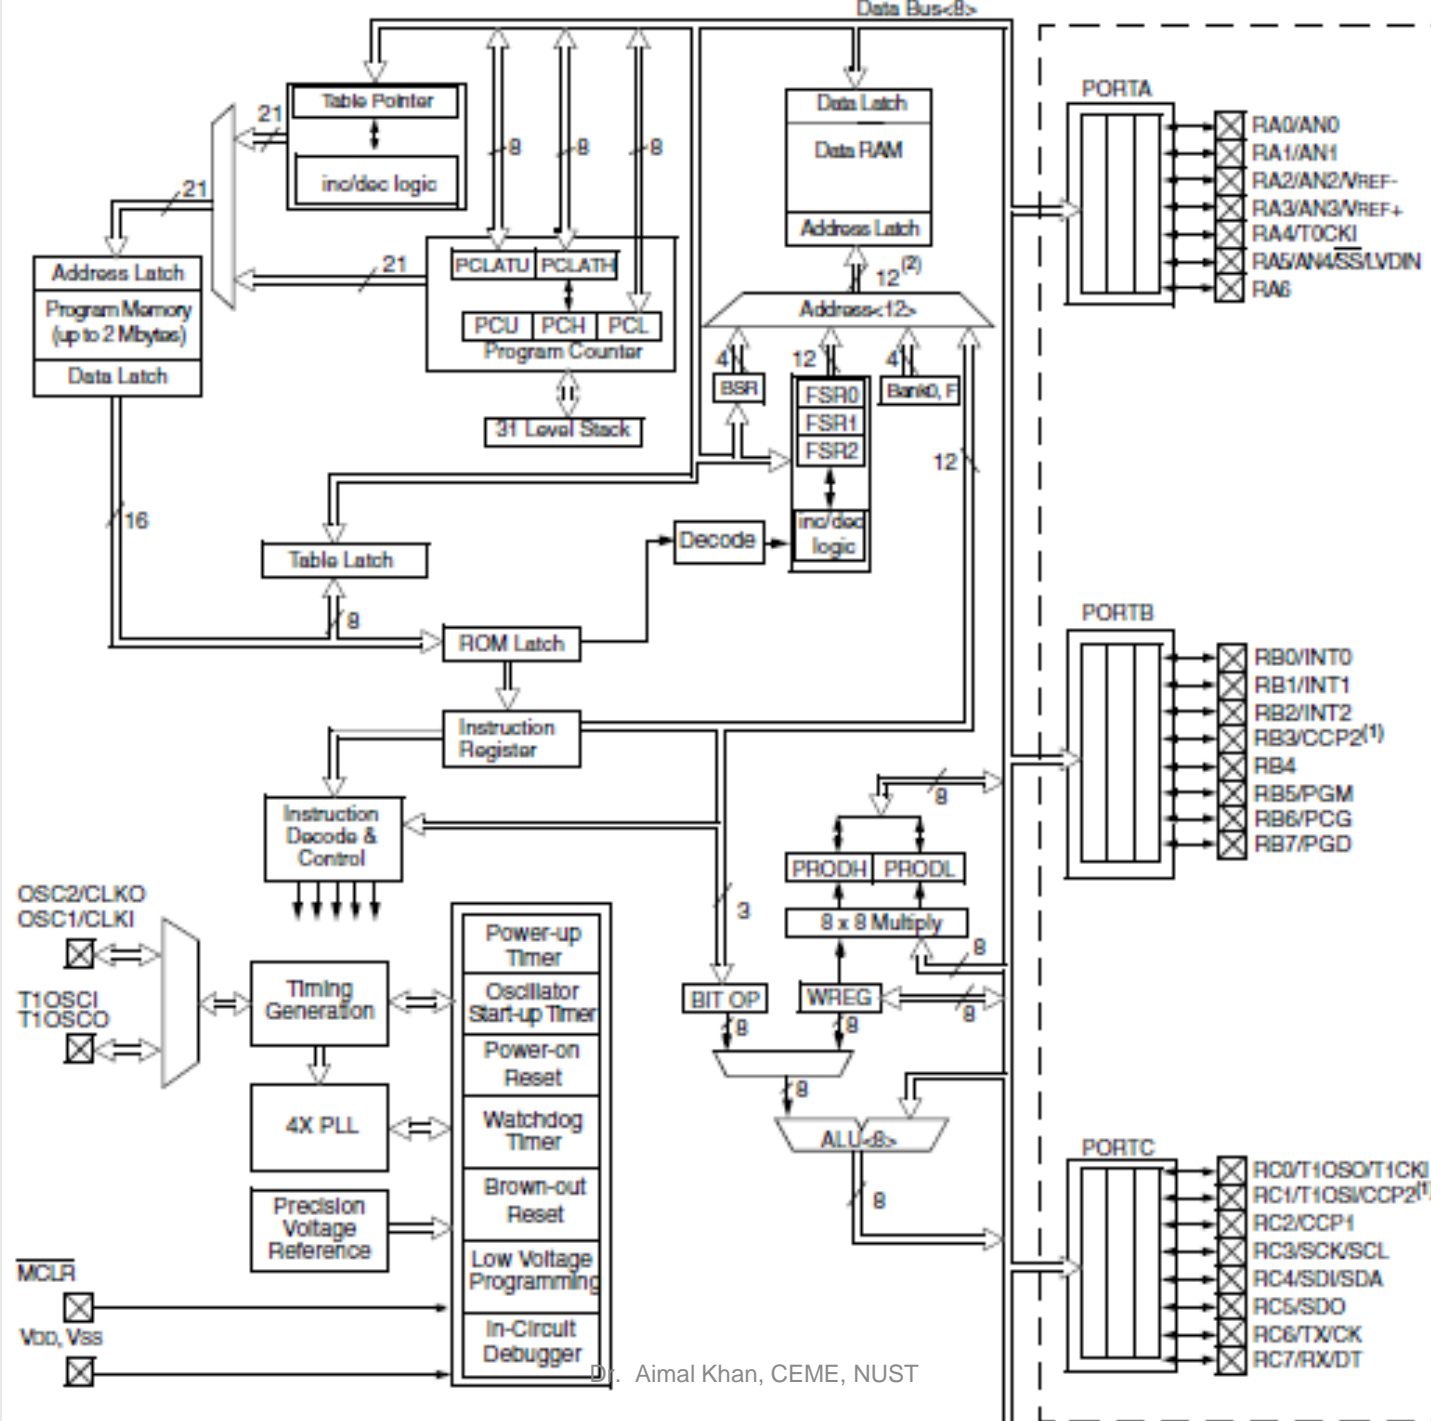 Data Bus<8>
Table Pointer
inc/dec logic
21
21
21
8
8
8
Address Latch
Program Memory
(up to 2 Mbytes)
Data Latch
PCLATU
PCLATH
PCU
PCH
PCL
Program Counter
31 Level Stack
16
Data Latch
Data RAM
Address Latch
12(2)
Address<12>
4
12
4
BSR
FSR0
FSR1
FSR2
Bank0, F
12
inc/dec
logic
Decode
Table Latch
8
ROM Latch
Instruction
Register
Instruction
Decode &
Control
8
PRODH
PRODL
8 x 8 Multiply
3
8
BIT OP
WREG
8
8
8
8
ALU<8>
8
OSC2/CLKO
OSC1/CLKI
T1OSCI
T1OSCO
Timing
Generation
4X PLL
Precision
Voltage
Reference
MCLR
VDD, VSS
Power-up
Timer
Oscillator
Start-up Timer
Power-on
Reset
Watchdog
Timer
Brown-out
Reset
Low Voltage
Programming
In-Circuit
Debugger
PORTA
RA0/AN0
RA1/AN1
RA2/AN2/VREF-
RA3/AN3/VREF+
RA4/T0CKI
RA5/AN4/SS/LVDIN
RA6
PORTB
RB0/INT0
RB1/INT1
RB2/INT2
RB3/CCP2(1)
RB4
RB5/PGM
RB6/PCG
RB7/PGD
PORTC
RC0/T1OSO/T1CKI
RC1/T1OSI/CCP2(1)
RC2/CCP1
RC3/SCK/SCL
RC4/SDI/SDA
RC5/SDO
RC6/TX/CK
RC7/RX/DT
Dr. Aimal Khan, CEME, NUST